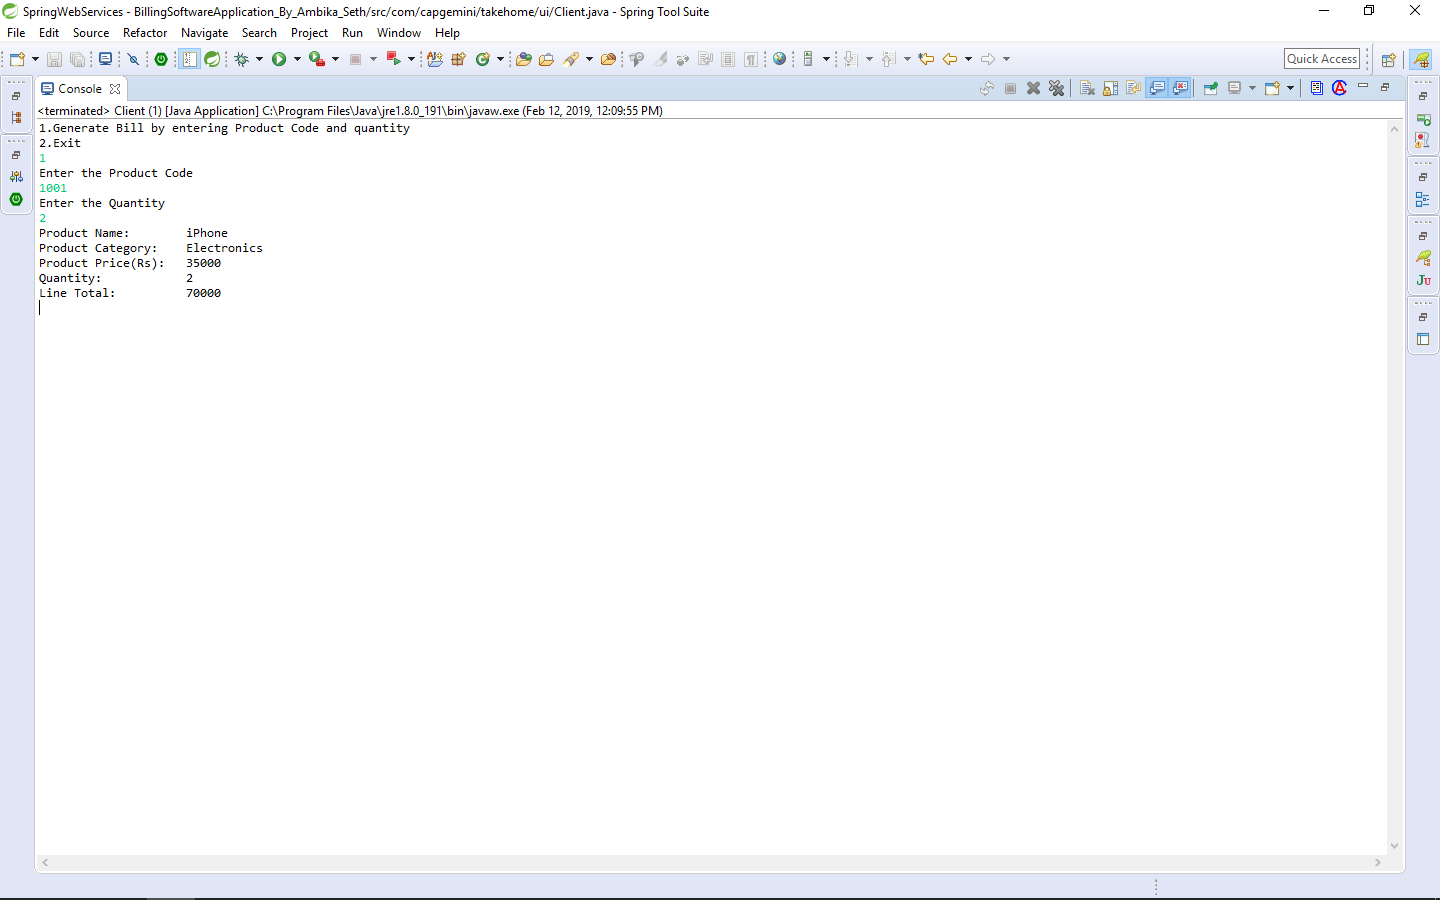 SpringWebServices - BillingSoftwareApplication_By_Ambika_Seth/src/com/capgemini/takehome/ui/Client.java - Spring Tool Suite
File Edit Source Refactor Navigate Search Project Run Window Help
Quick Access
Console
<terminated> Client (1) [Java Application] C:\Program Files\Java\jre1.8.0_191\bin\javaw.exe (Feb 12, 2019, 12:09:55 PM)
1.Generate Bill by entering Product Code and quantity
2.Exit
1
Enter the Product Code
1001
Enter the Quantity
2
Product Name: iPhone
Product Category: Electronics
Product Price(Rs): 35000
Quantity: 2
Line Total: 70000
Ju